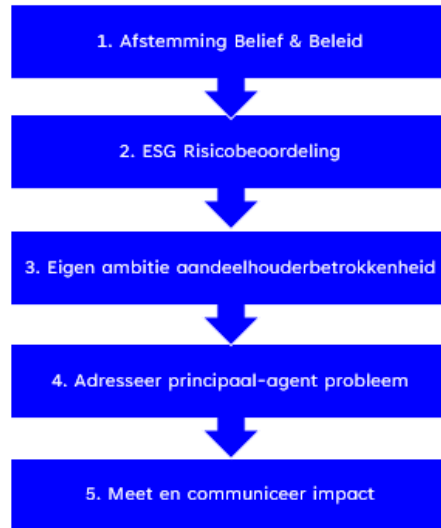 1. Afstemming Belief & Beleid
2. ESG Risicobeoordeling
3. Eigen ambitie aandeelhouderbetrokkenheid
4. Adresseer principaal-agent probleem
5. Meet en communiceer impact